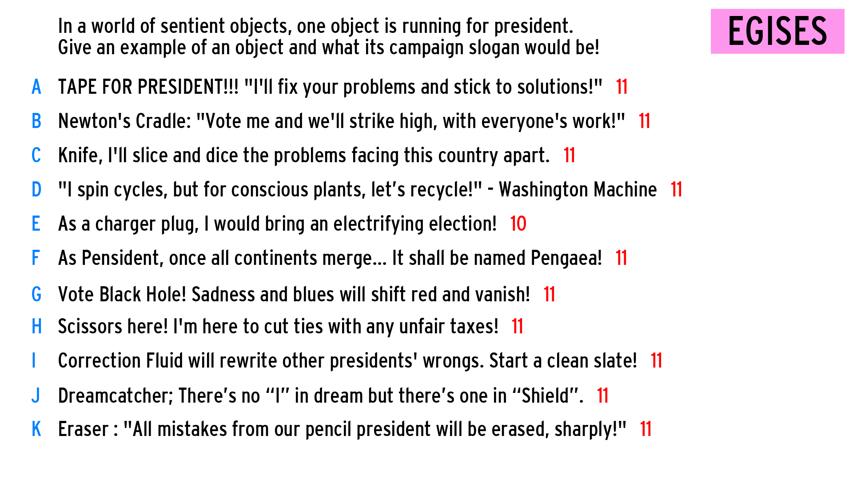 In a world of sentient objects, one object is running for president.
Give an example of an object and what its campaign slogan would be!
EGISES
A TAPE FOR PRESIDENT!!! "I'll fix your problems and stick to solutions!" 11
B Newton's Cradle: "Vote me and we'll strike high, with everyone's work!" 11
C Knife, I'll slice and dice the problems facing this country apart. 11
D "I spin cycles, but for conscious plants, let’s recycle!" - Washington Machine 11
E As a charger plug, I would bring an electrifying election! 10
F As Pensident, once all continents merge... It shall be named Pengaea! 11
G Vote Black Hole! Sadness and blues will shift red and vanish! 11
H Scissors here! I'm here to cut ties with any unfair taxes! 11
I Correction Fluid will rewrite other presidents' wrongs. Start a clean slate! 11
J Dreamcatcher; There’s no “I” in dream but there’s one in “Shield”. 11
K Eraser : "All mistakes from our pencil president will be erased, sharply!" 11